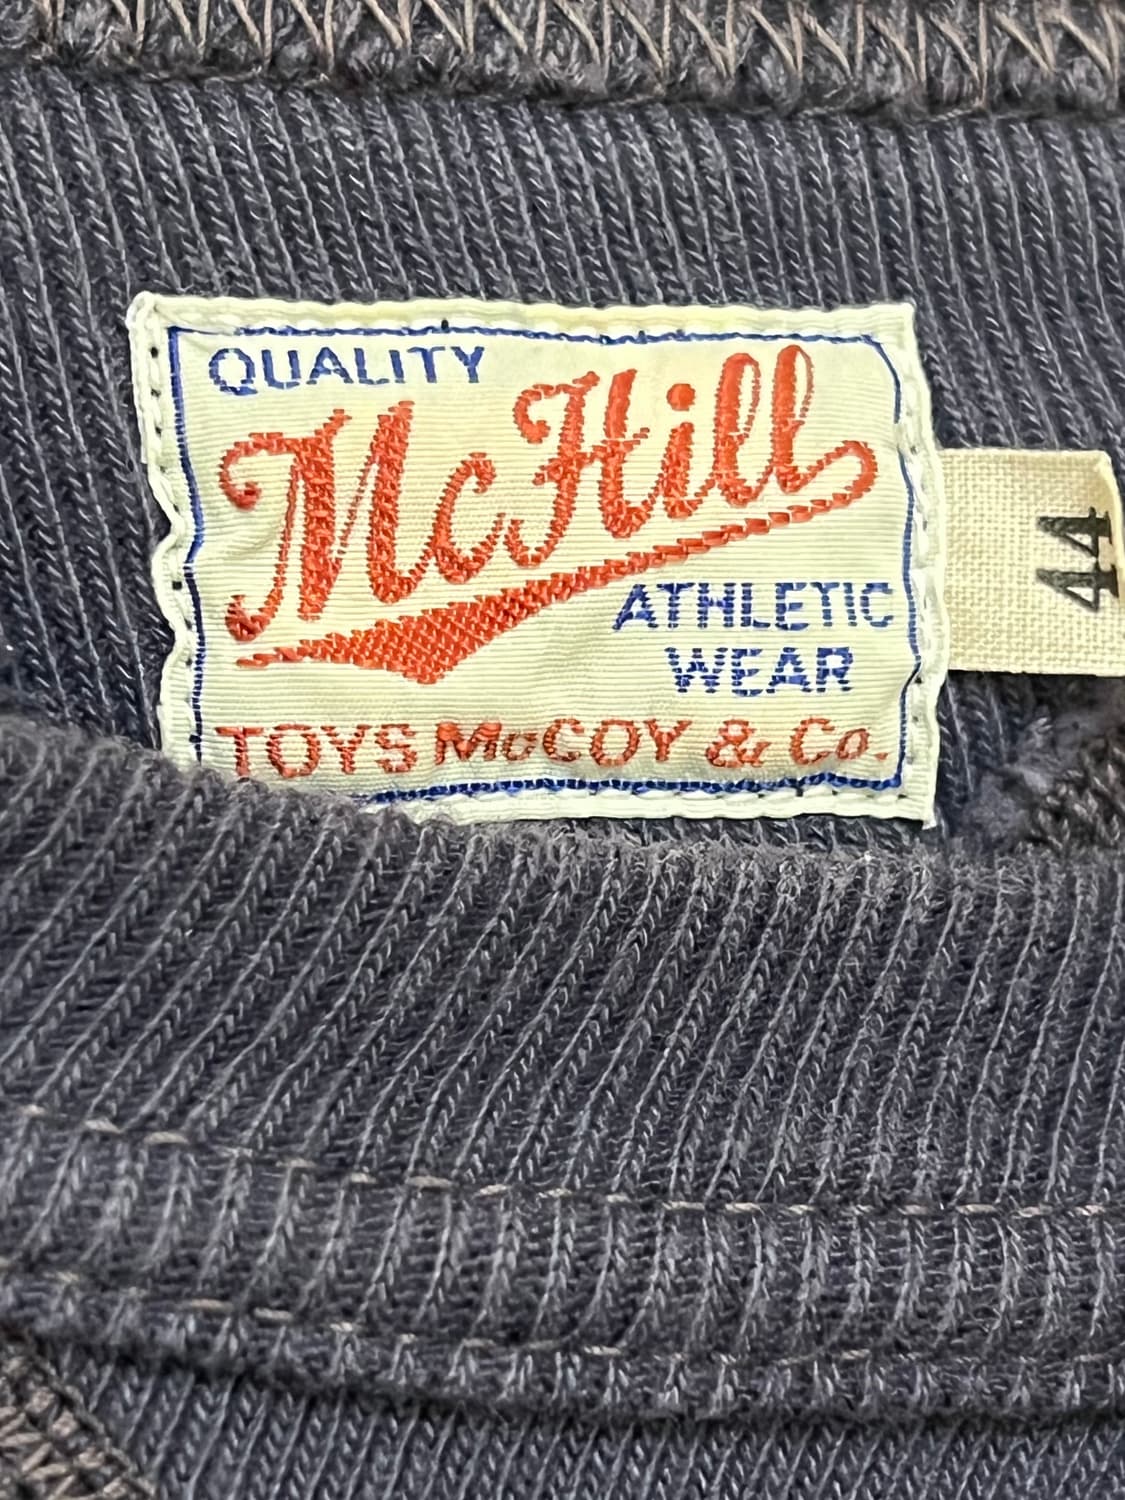 QUALITY
McHill
ATHLETIC
WEAR
TOYS McCOY & Co.
44